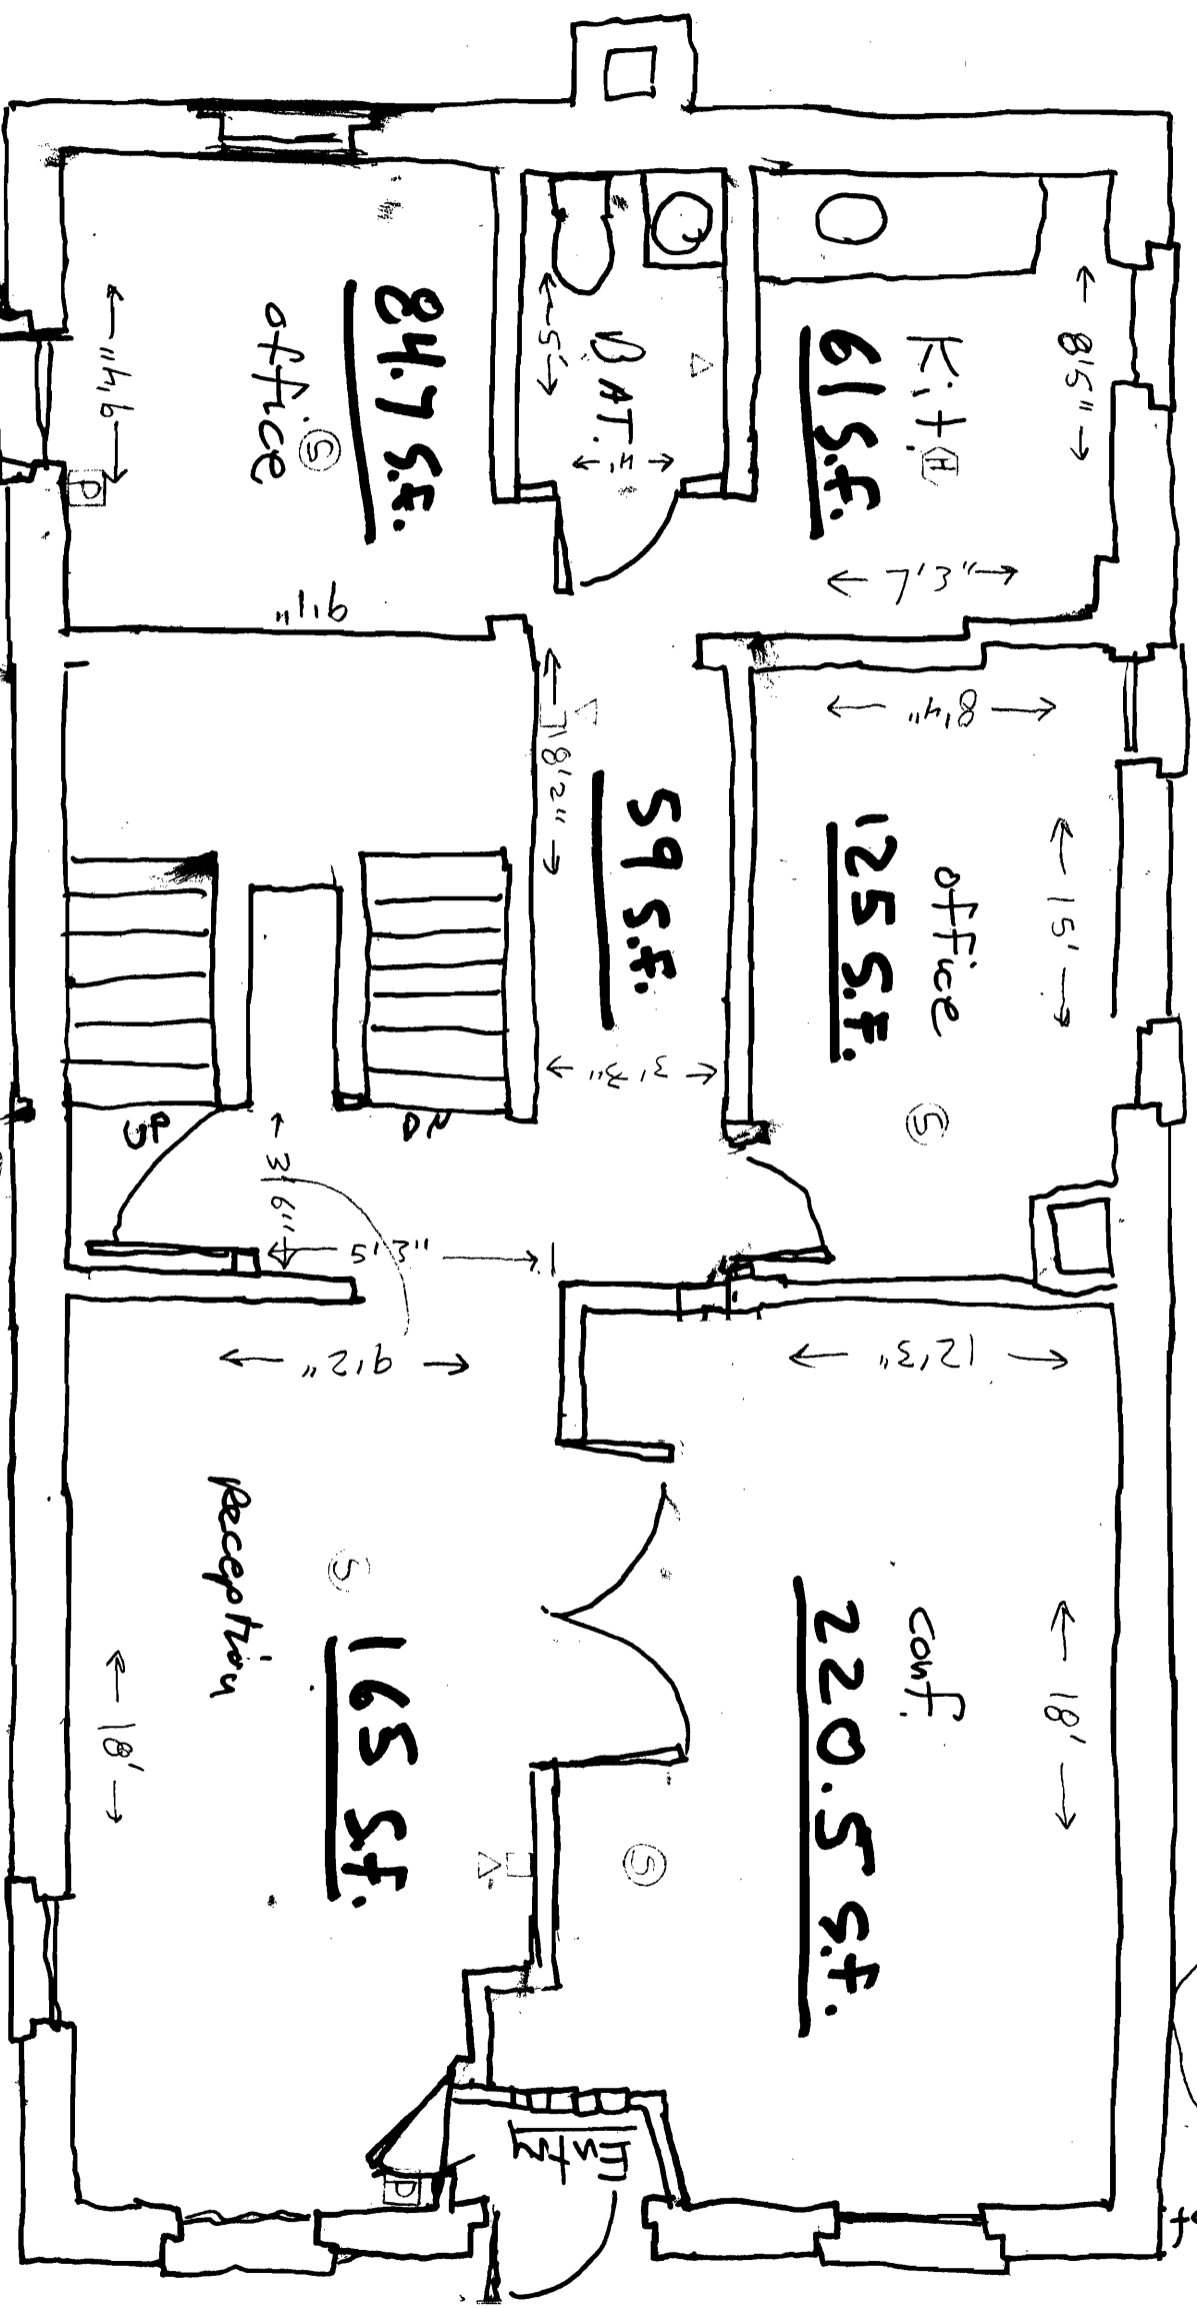 Kit.
(H)
61 S.F.
8'5"
7'3"
BAT.
5'
4'
office
(S)
84.7 S.F.
9'4"
P
9'1"
office
125 S.F.
8'4"
15'
(S)
59 S.F.
18'2"
3'3"
up
DN
3'6"
5'3"
conf.
220.5 S.F.
12'3"
18'
(S)
Reception
165 S.F.
9'2"
18'
(S)
Entry
P